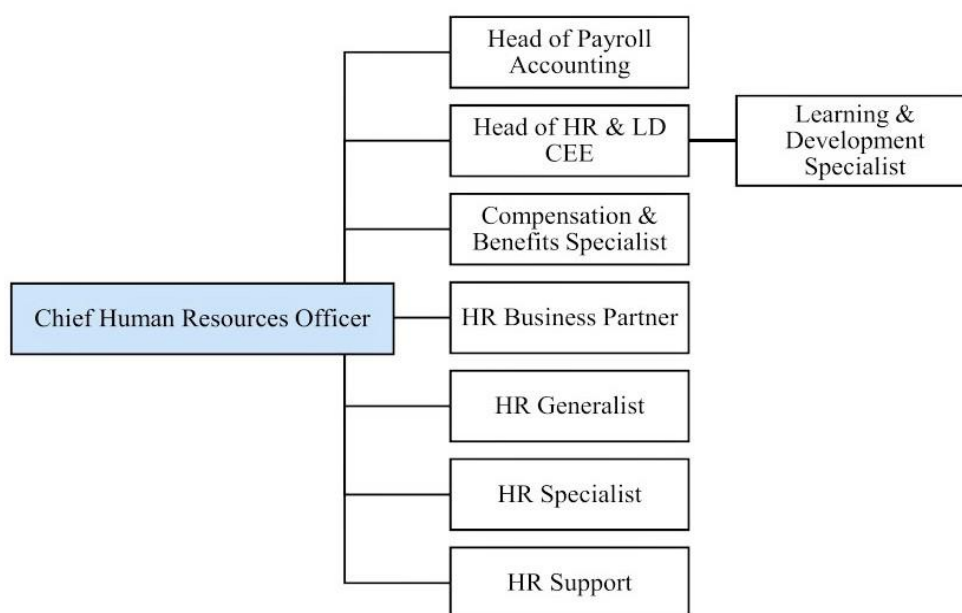 Head of Payroll
Accounting
Head of HR & LD
CEE
Learning &
Development
Specialist
Compensation &
Benefits Specialist
Chief Human Resources Officer
HR Business Partner
HR Generalist
HR Specialist
HR Support